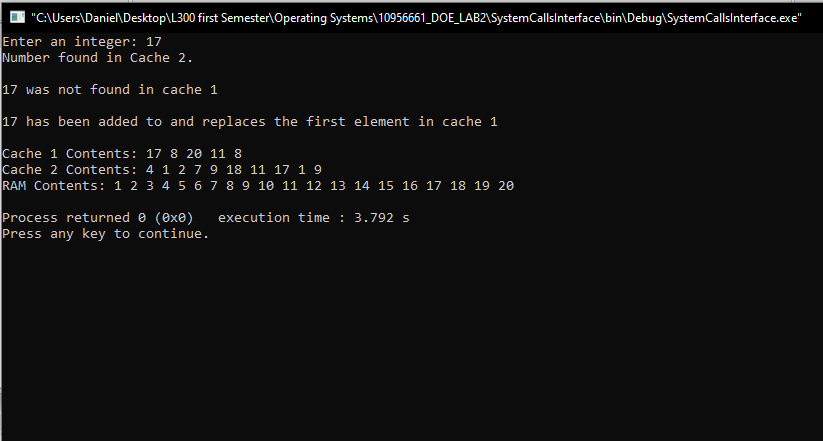 "C:\Users\Daniel\Desktop\L300 first Semester\Operating Systems\10956661_DOE_LAB2\SystemCallsInterface\bin\Debug\SystemCallsInterface.exe"
Enter an integer: 17
Number found in Cache 2.
17 was not found in cache 1
17 has been added to and replaces the first element in cache 1
Cache 1 Contents: 17 8 20 11 8
Cache 2 Contents: 4 1 2 7 9 18 11 17 1 9
RAM Contents: 1 2 3 4 5 6 7 8 9 10 11 12 13 14 15 16 17 18 19 20
Process returned 0 (0x0)   execution time : 3.792 s
Press any key to continue.